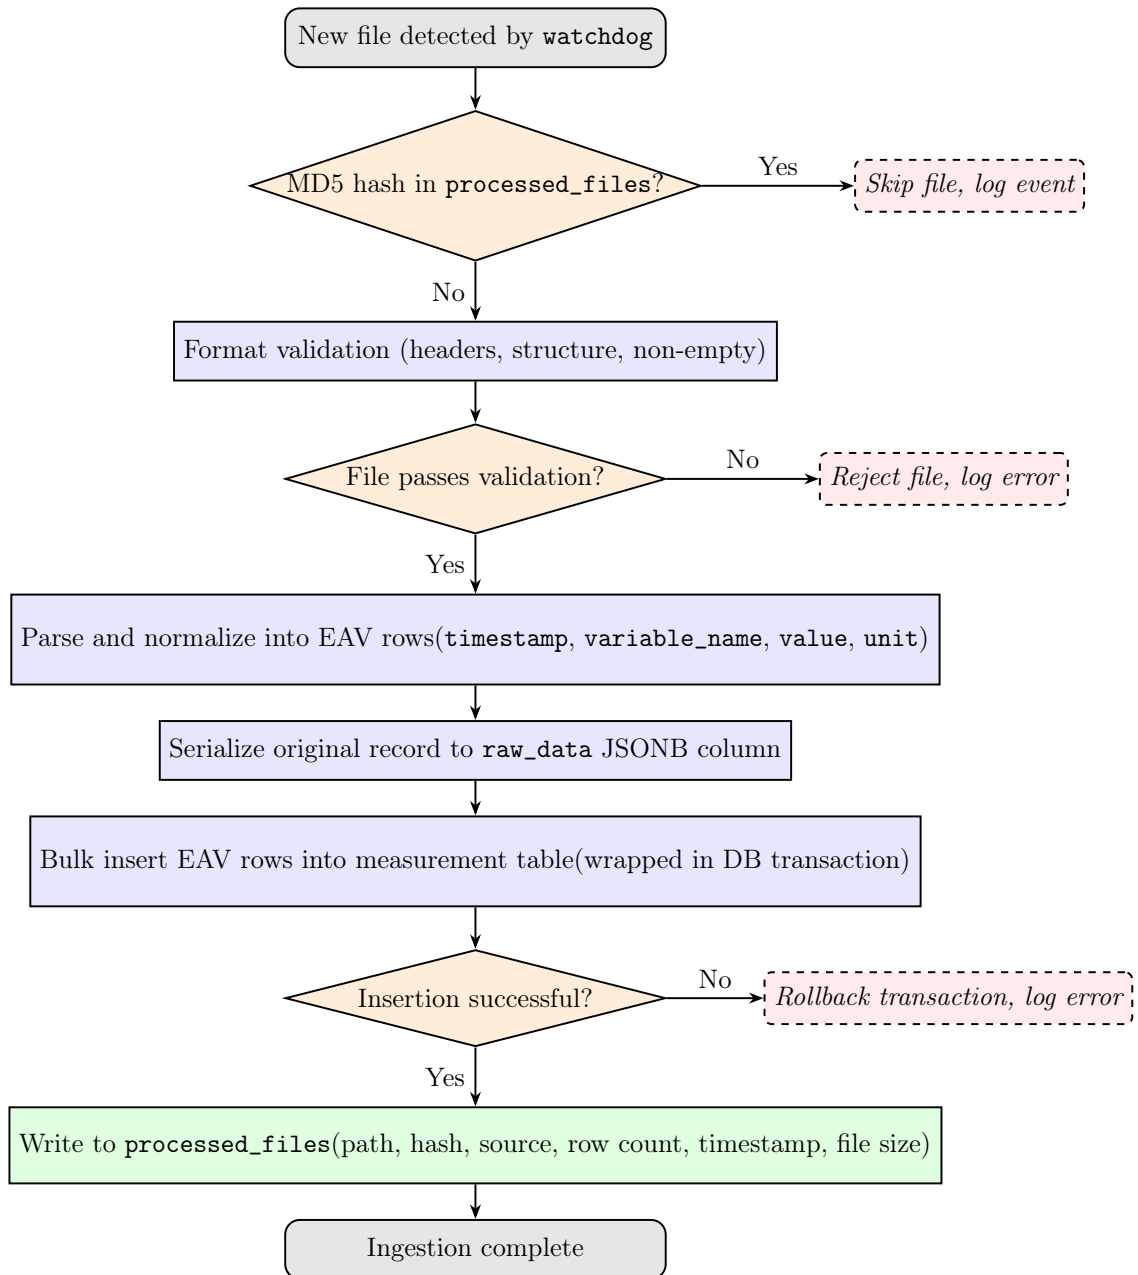 New file detected by watchdog
MD5 hash in processed_files?
Yes
Skip file, log event
No
Format validation (headers, structure, non-empty)
File passes validation?
No
Reject file, log error
Yes
Parse and normalize into EAV rows(timestamp, variable_name, value, unit)
Serialize original record to raw_data JSONB column
Bulk insert EAV rows into measurement table(wrapped in DB transaction)
Insertion successful?
No
Rollback transaction, log error
Yes
Write to processed_files(path, hash, source, row count, timestamp, file size)
Ingestion complete